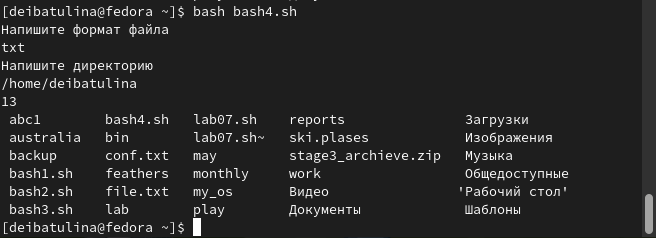 [deibatulina@fedora ~]$ bash bash4.sh
Напишите формат файла
txt
Напишите директорию
/home/deibatulina
13
abc1 bash4.sh lab07.sh reports Загрузки
australia bin lab07.sh~ ski.plases Изображения
backup conf.txt may stage3_archieve.zip Музыка
bash1.sh feathers monthly work Общедоступные
bash2.sh file.txt my_os Видео 'Рабочий стол'
bash3.sh lab play Документы Шаблоны
[deibatulina@fedora ~]$